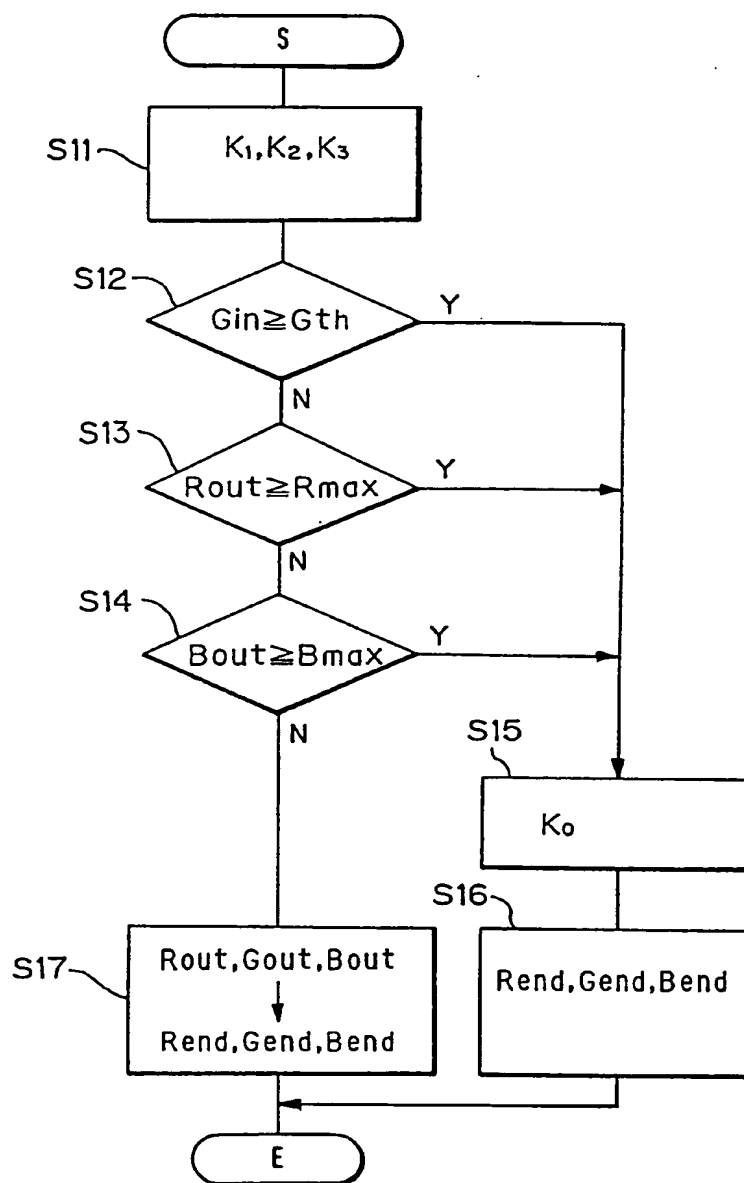 S
S11
K1,K2,K3
S12
Gin≧Gth
Y
N
S13
Rout≧Rmax
Y
N
S14
Bout≧Bmax
Y
N
S15
Ko
S16
Rend,Gend,Bend
S17
Rout,Gout,Bout
Rend,Gend,Bend
E